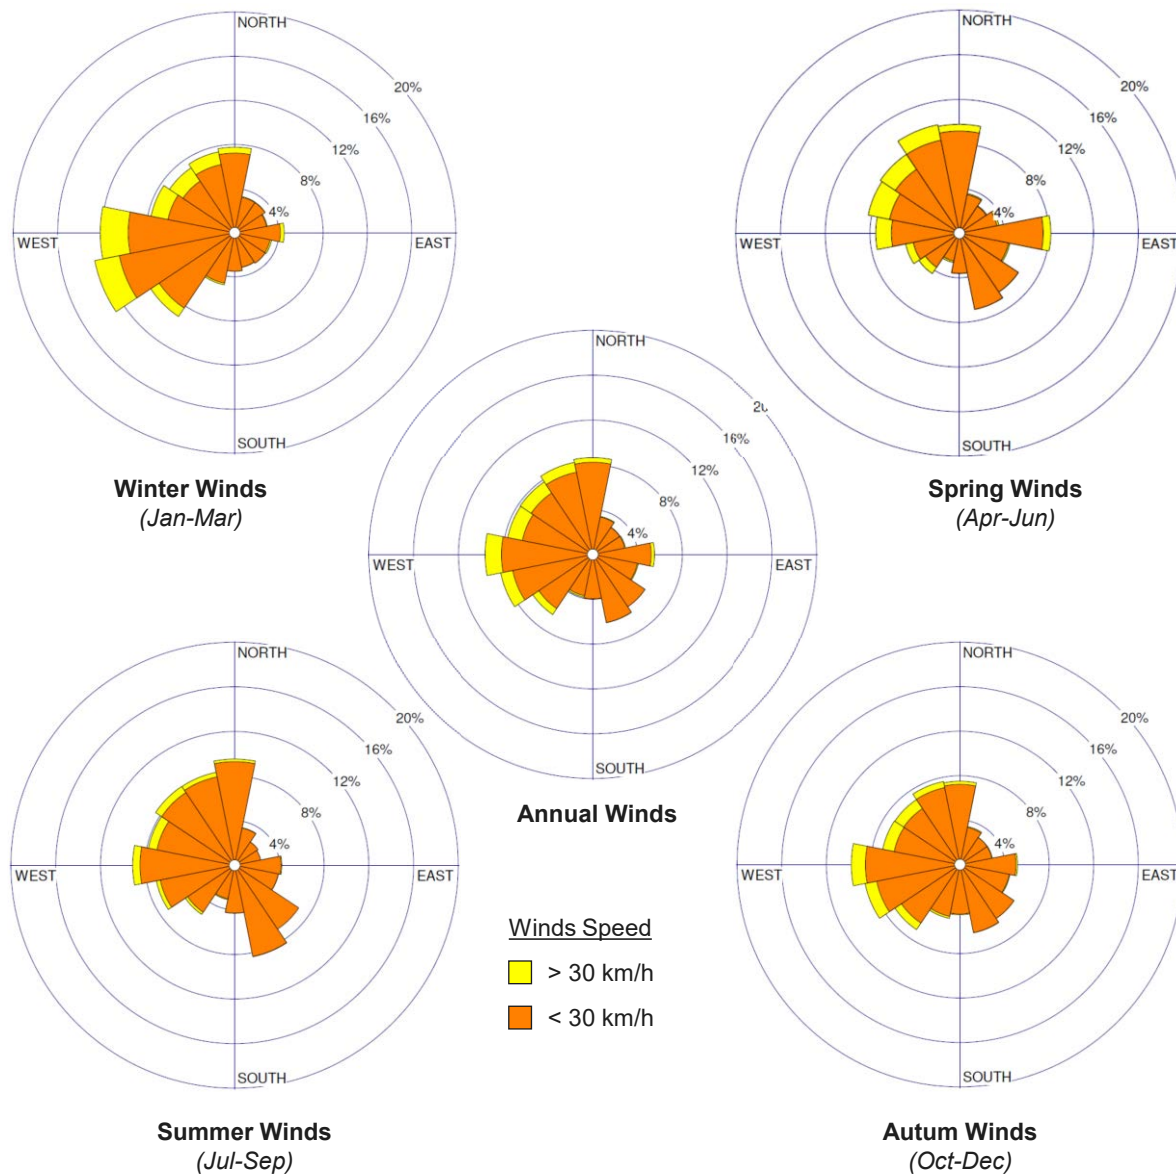 NORTH
20%
16%
12%
8%
4%
WEST
EAST
SOUTH
Winter Winds
(Jan-Mar)
NORTH
20%
16%
12%
8%
4%
WEST
EAST
SOUTH
Spring Winds
(Apr-Jun)
NORTH
16%
12%
8%
4%
WEST
EAST
SOUTH
Annual Winds
NORTH
20%
16%
12%
8%
4%
WEST
EAST
SOUTH
Summer Winds
(Jul-Sep)
Winds Speed
> 30 km/h
< 30 km/h
NORTH
20%
16%
12%
8%
4%
WEST
EAST
SOUTH
Autum Winds
(Oct-Dec)